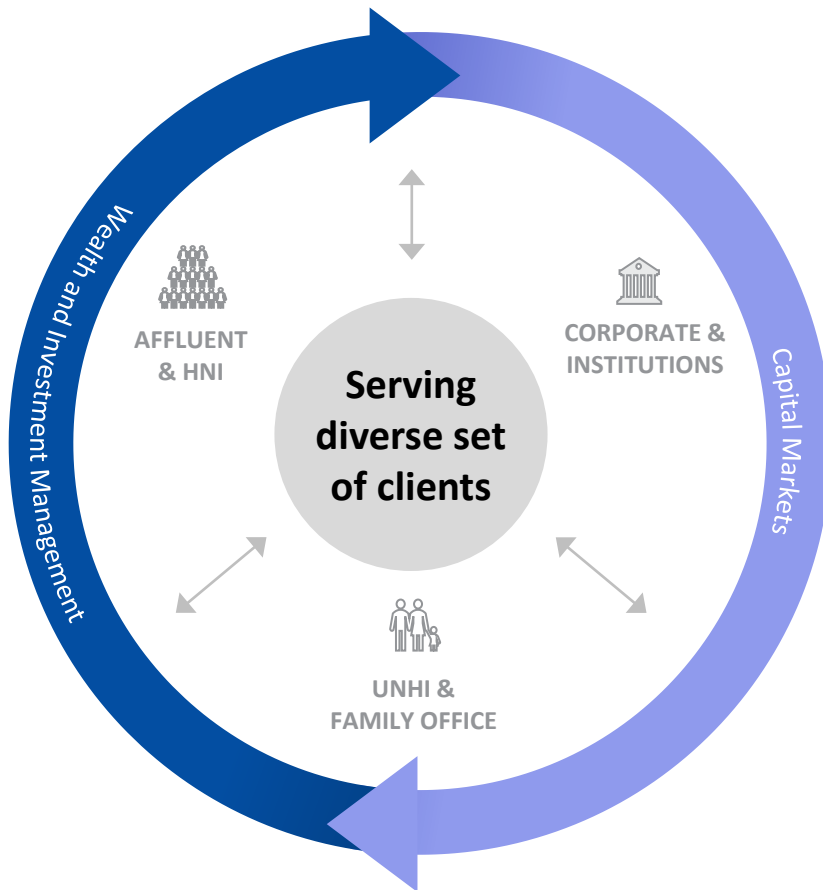 Wealth and Investment Management
AFFLUENT
& HNI
CORPORATE &
INSTITUTIONS
Serving
diverse set
of clients
Capital Markets
UNHI &
FAMILY OFFICE